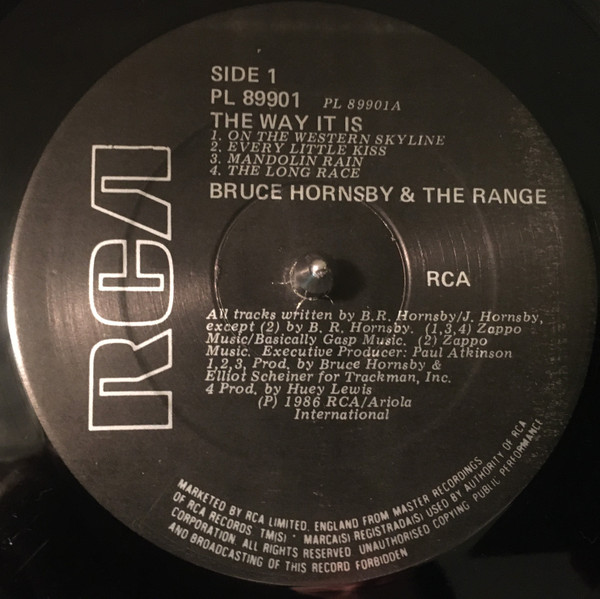 RCA
SIDE 1
PL 89901 PL 89901A
THE WAY IT IS
1. ON THE WESTERN SKYLINE
2. EVERY LITTLE KISS
3. MANDOLIN RAIN
4. THE LONG RACE
BRUCE HORNSBY & THE RANGE
RCA
All tracks written by B.R. Hornsby/J. Hornsby,
except (2) by B. R. Hornsby. (1,3,4) Zappo
Music/Basically Gasp Music. (2) Zappo
Music. Executive Producer: Paul Atkinson
1,2,3, Prod. by Bruce Hornsby &
Elliot Scheiner for Trackman, Inc.
4 Prod. by Huey Lewis
(P) 1986 RCA/Ariola
International
MARKETED BY RCA LIMITED, ENGLAND FROM MASTER RECORDINGS
OF RCA RECORDS. TM(S) · MARCA(S) REGISTRADA(S) USED BY AUTHORITY OF RCA
CORPORATION. ALL RIGHTS RESERVED. UNAUTHORISED COPYING PUBLIC PERFORMANCE
AND BROADCASTING OF THIS RECORD FORBIDDEN